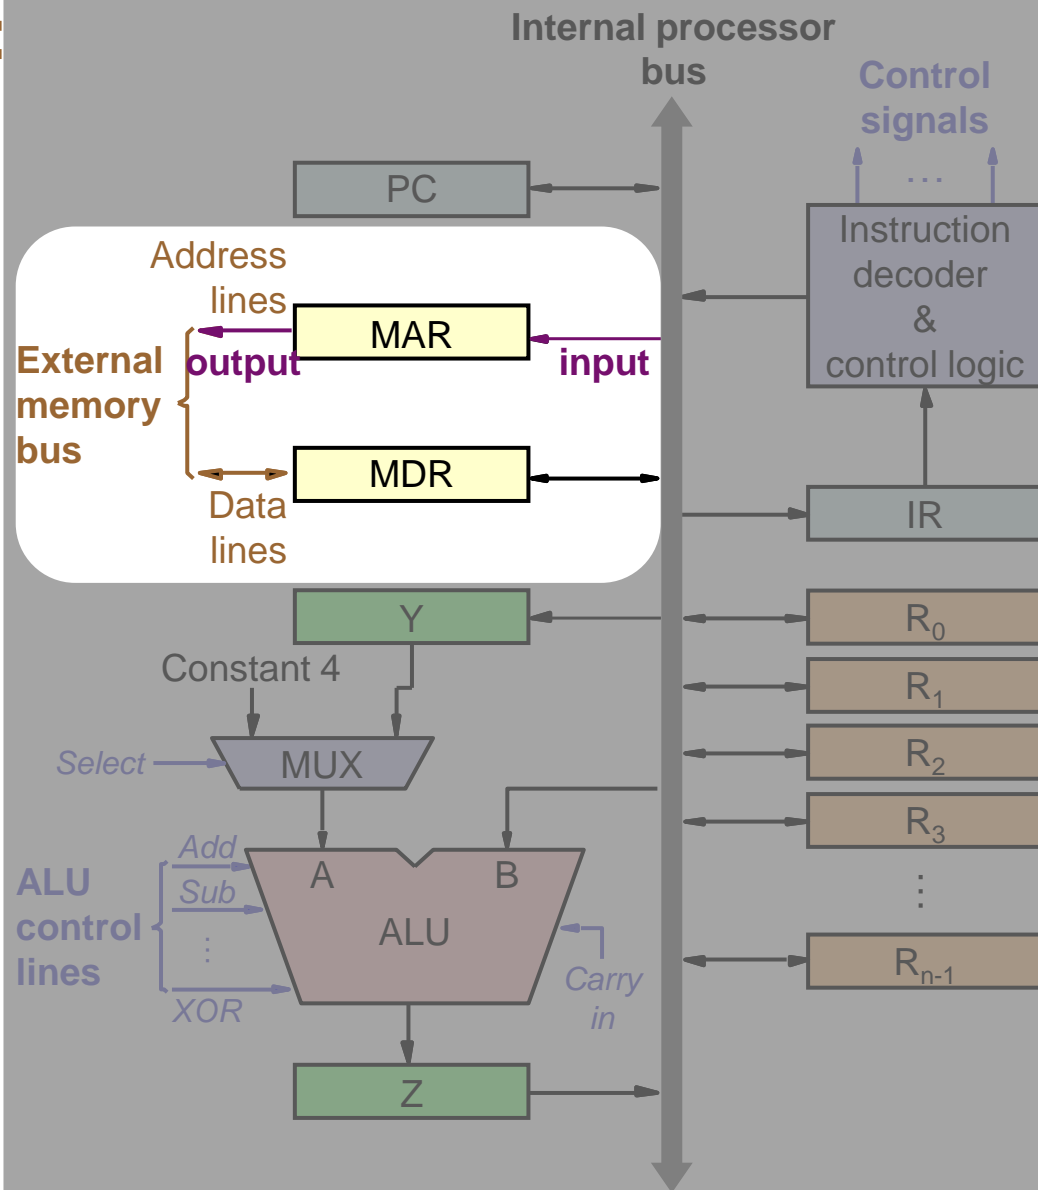 Internal processor
bus
Control
signals
...
PC
Instruction
decoder
&
control logic
Address
lines
MAR
output
input
External
memory
bus
MDR
Data
lines
IR
Y
R0
Constant 4
R1
Select
MUX
R2
R3
Add
A
B
ALU
control
lines
Sub
ALU
⋮
⋮
Rn-1
Carry
in
XOR
Z